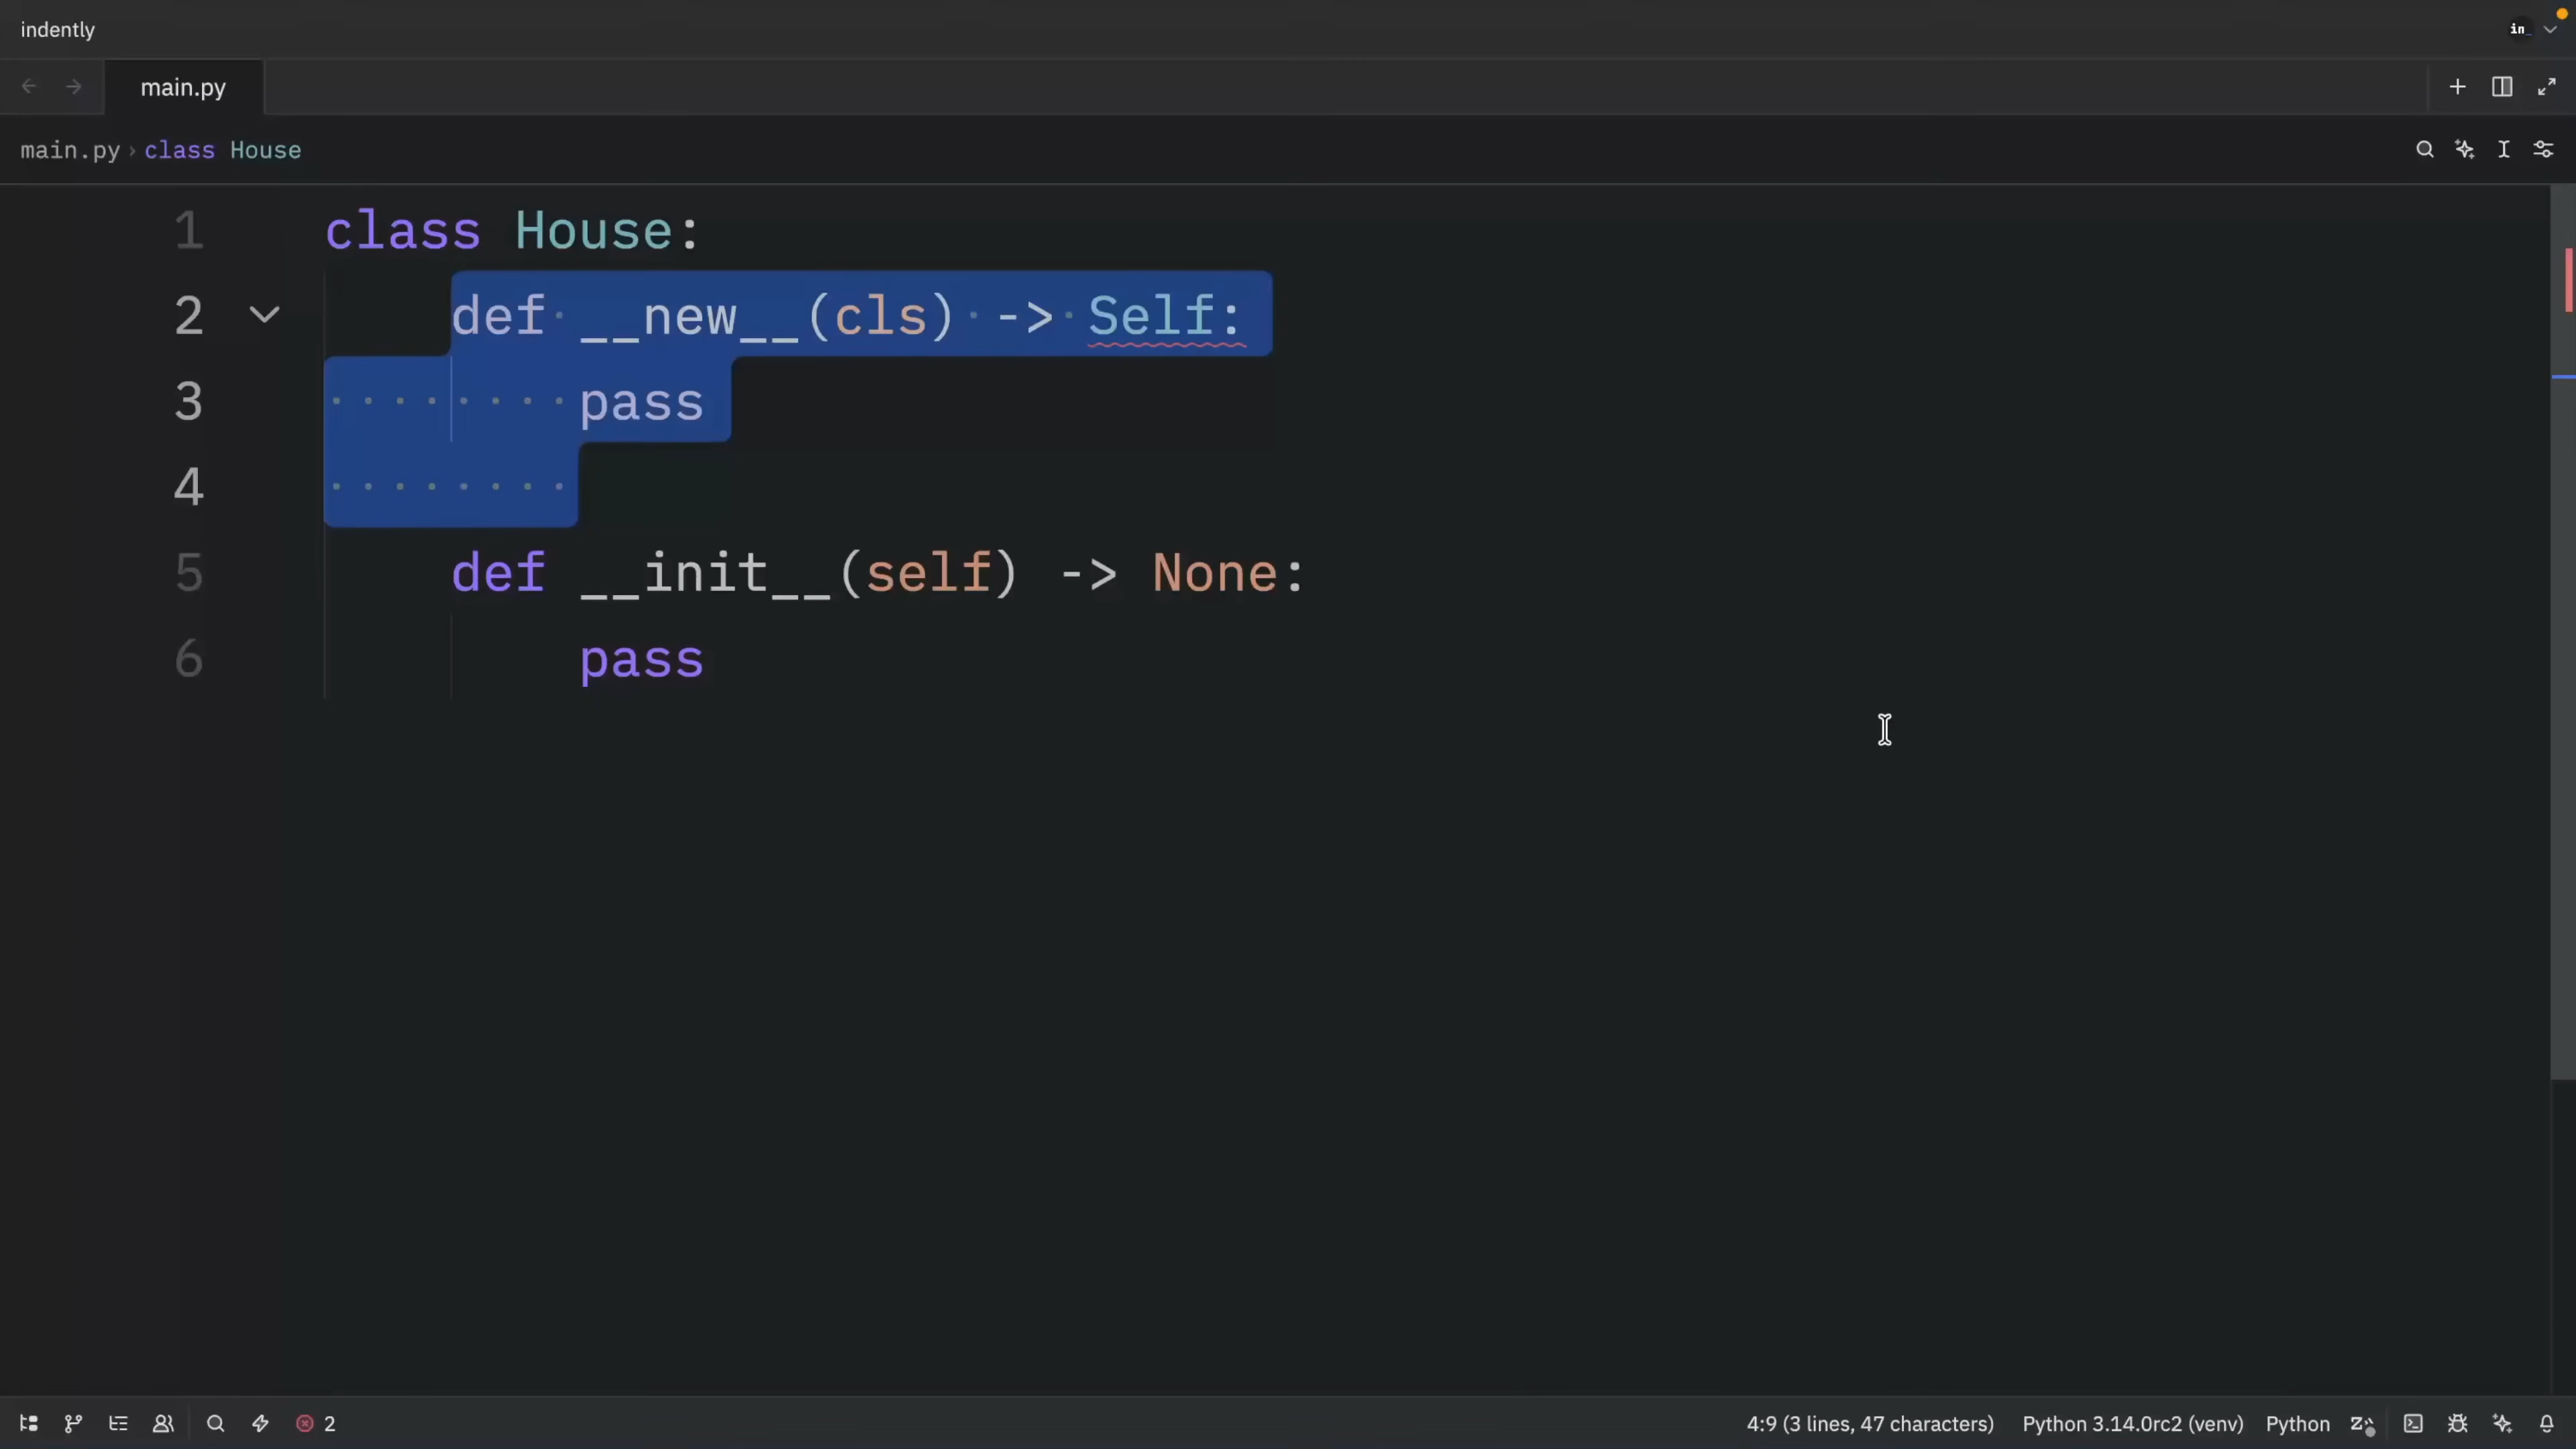 indently
in_
main.py
main.py › class House
1 class House:
2 def __new__(cls) -> Self:
3 pass
4
5 def __init__(self) -> None:
6 pass
2
4:9 (3 lines, 47 characters) Python 3.14.0rc2 (venv) Python